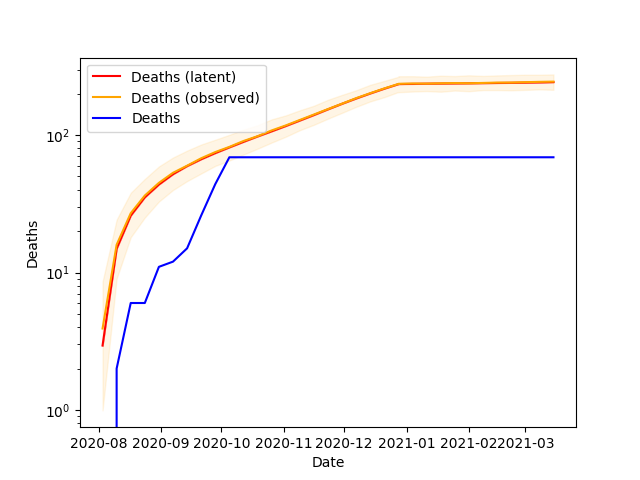 Deaths (latent)
Deaths (observed)
Deaths
10²
10¹
10⁰
Deaths
2020-08 2020-09 2020-10 2020-11 2020-12 2021-01 2021-02 2021-03
Date